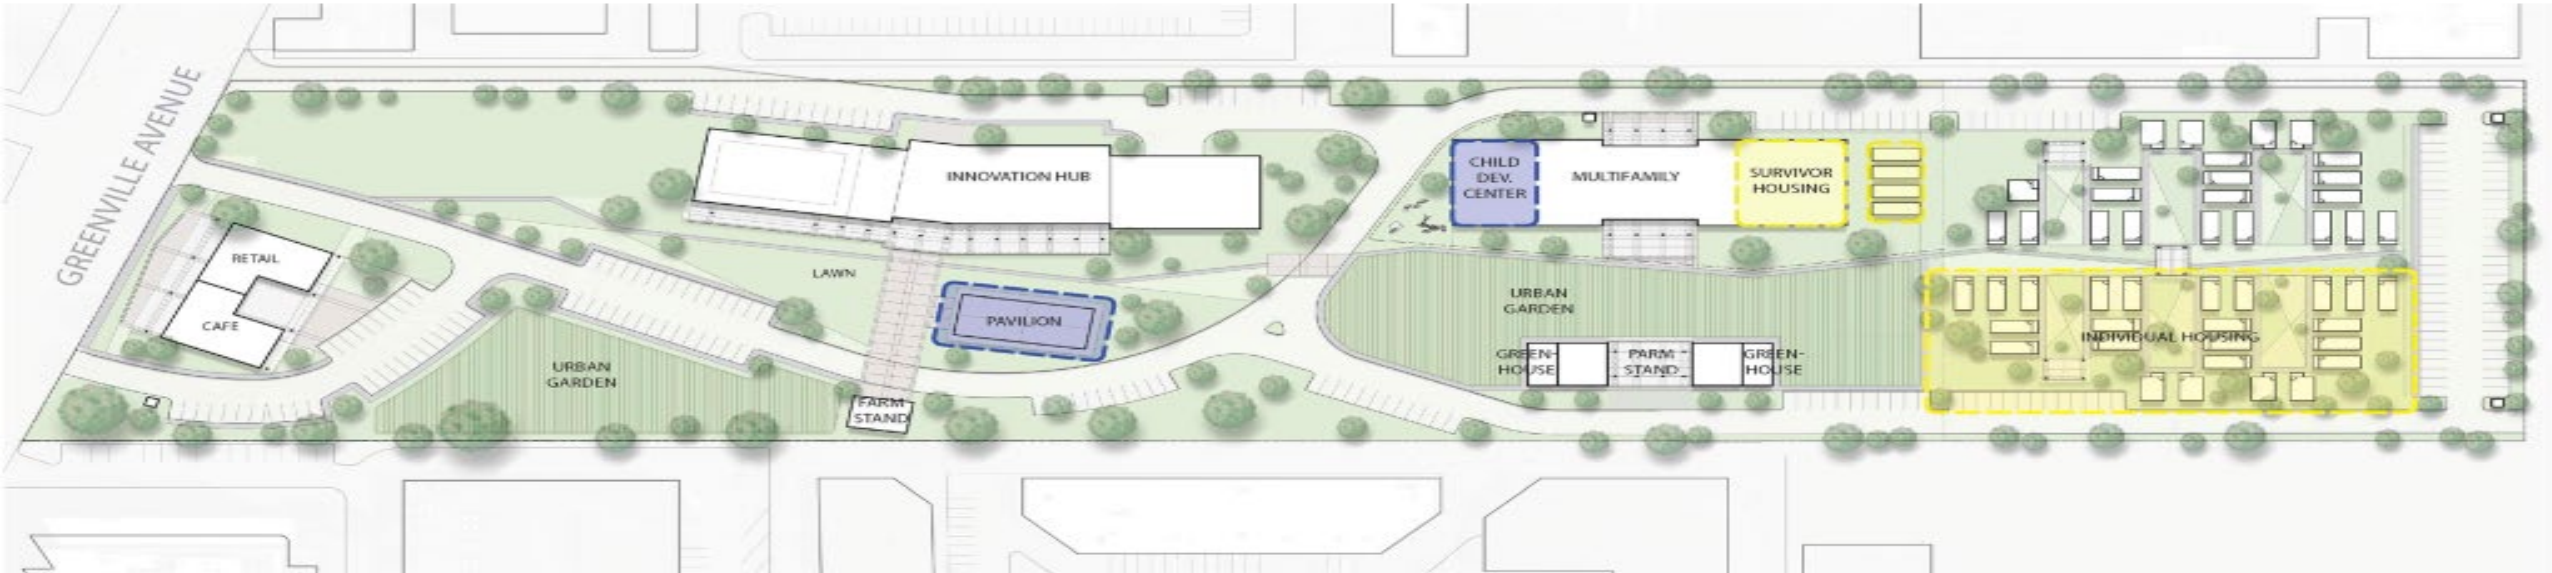 GREENVILLE AVENUE
RETAIL
CAFE
URBAN
GARDEN
LAWN
FARM
STAND
INNOVATION HUB
PAVILION
CHILD
DEV.
CENTER
MULTIFAMILY
SURVIVOR
HOUSING
URBAN
GARDEN
GREEN-
HOUSE
FARM
STAND
GREEN-
HOUSE
INDIVIDUAL HOUSING